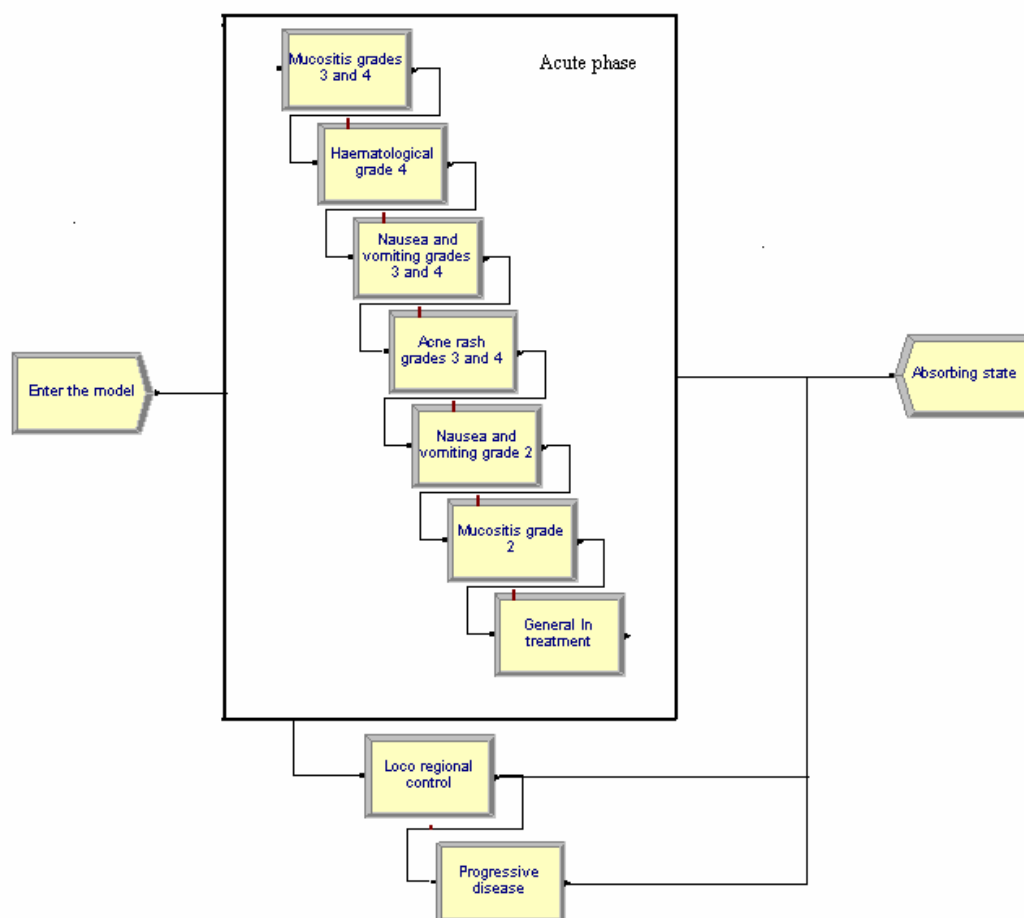 Acute phase
Mucositis grades
3 and 4
Haematological
grade 4
Nausea and
vomiting grades
3 and 4
Acne rash
grades 3 and 4
Nausea and
vomiting grade 2
Mucositis grade
2
General In
treatment
Enter the model
Absorbing state
Loco regional
control
Progressive
disease